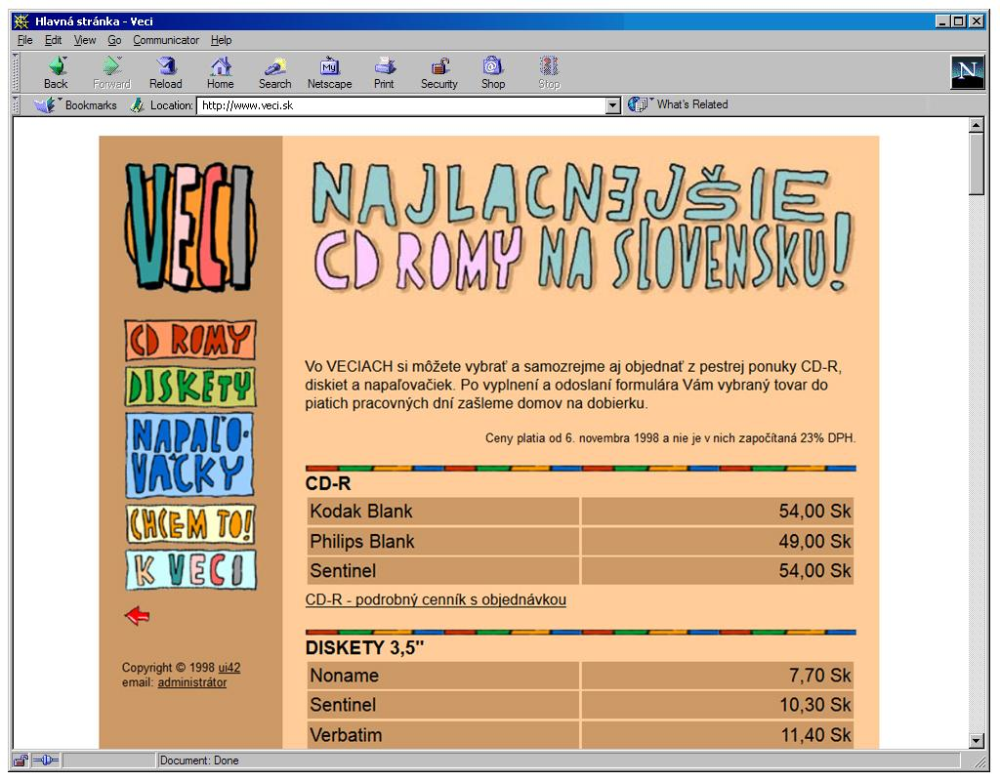 Hlavná stránka - Veci
File Edit View Go Communicator Help
Back Forward Reload Home Search Netscape Print Security Shop Stop
My
N
Bookmarks Location: http://www.veci.sk What's Related
VECI
CD ROMY
DISKETY
NAPAĽO-
VAČKY
CHCEM TO!
K VECI
Copyright © 1998 ui42
email: administrátor
NAJLACNEJŠIE
CD ROMY NA SLOVENSKU!
Vo VECIACH si môžete vybrať a samozrejme aj objednať z pestrej ponuky CD-R,
diskiet a napaľovačiek. Po vyplnení a odoslaní formulára Vám vybraný tovar do
piatich pracovných dní zašleme domov na dobierku.
Ceny platia od 6. novembra 1998 a nie je v nich započítaná 23% DPH.
CD-R
Kodak Blank 54,00 Sk
Philips Blank 49,00 Sk
Sentinel 54,00 Sk
CD-R - podrobný cenník s objednávkou
DISKETY 3,5"
Noname 7,70 Sk
Sentinel 10,30 Sk
Verbatim 11,40 Sk
Document: Done